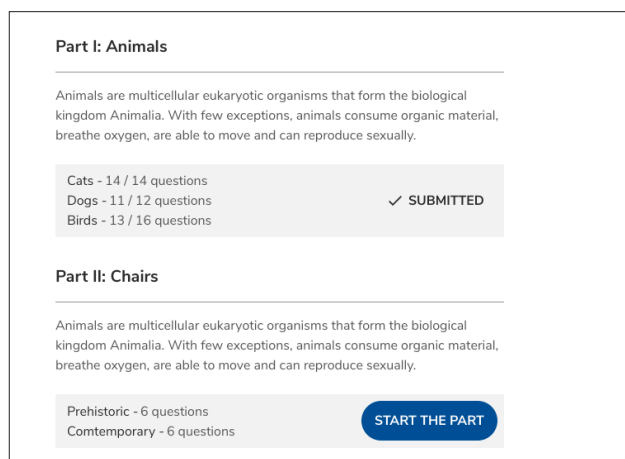 Part I: Animals
Animals are multicellular eukaryotic organisms that form the biological
kingdom Animalia. With few exceptions, animals consume organic material,
breathe oxygen, are able to move and can reproduce sexually.
Cats - 14 / 14 questions
Dogs - 11 / 12 questions
Birds - 13 / 16 questions
SUBMITTED
Part II: Chairs
Animals are multicellular eukaryotic organisms that form the biological
kingdom Animalia. With few exceptions, animals consume organic material,
breathe oxygen, are able to move and can reproduce sexually.
Prehistoric - 6 questions
Comtemporary - 6 questions
START THE PART